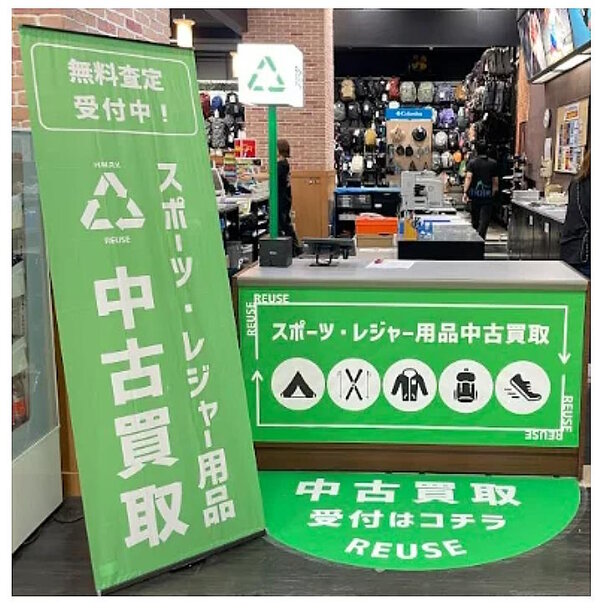 無料査定
受付中！
REUSE
スポーツ・レジャー用品
中古買取
Columbia
REUSE
REUSE
スポーツ・レジャー用品中古買取
REUSE
REUSE
中古買取
受付はコチラ
REUSE